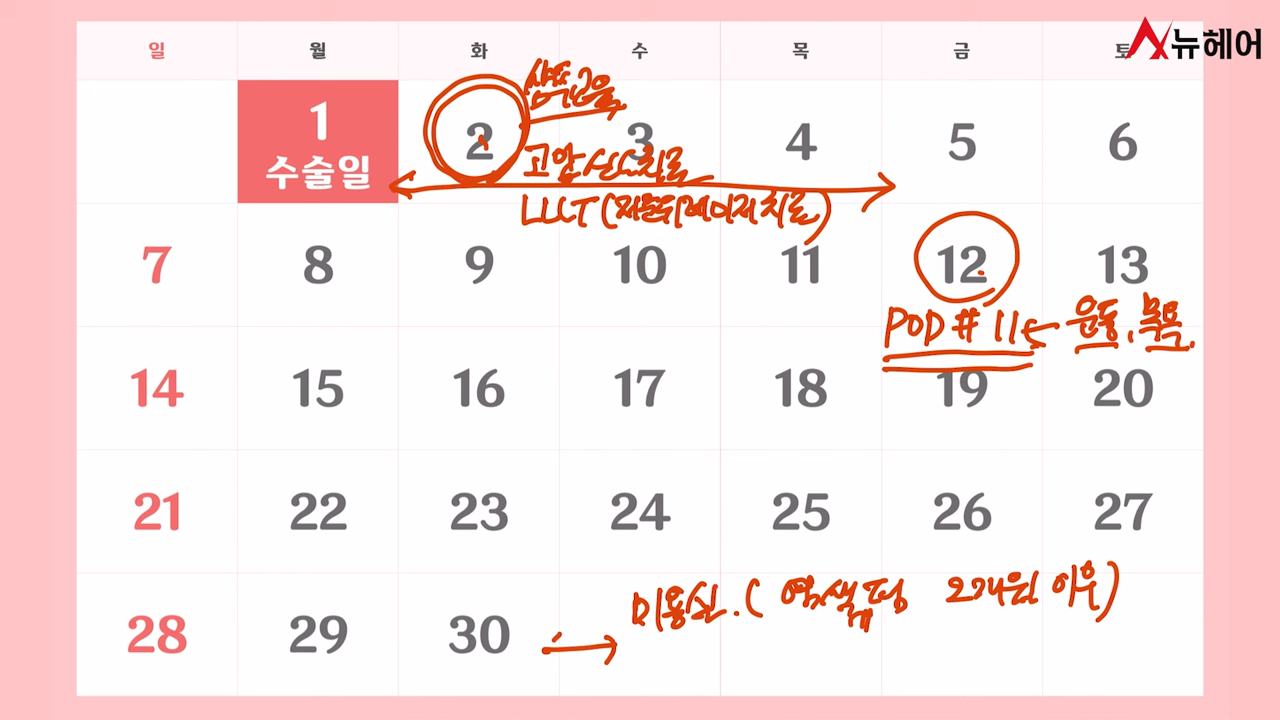 뉴헤어
일 월 화 수 목 금 토
샴푸교육
1 2 3 4 5 6
수술일
고압산소치료
LLLT (저출력레이저치료)
7 8 9 10 11 12 13
POD # 11 ← 운동, 목욕.
14 15 16 17 18 19 20
21 22 23 24 25 26 27
미용실. ( 염색, 펌 2개월 이후)
28 29 30